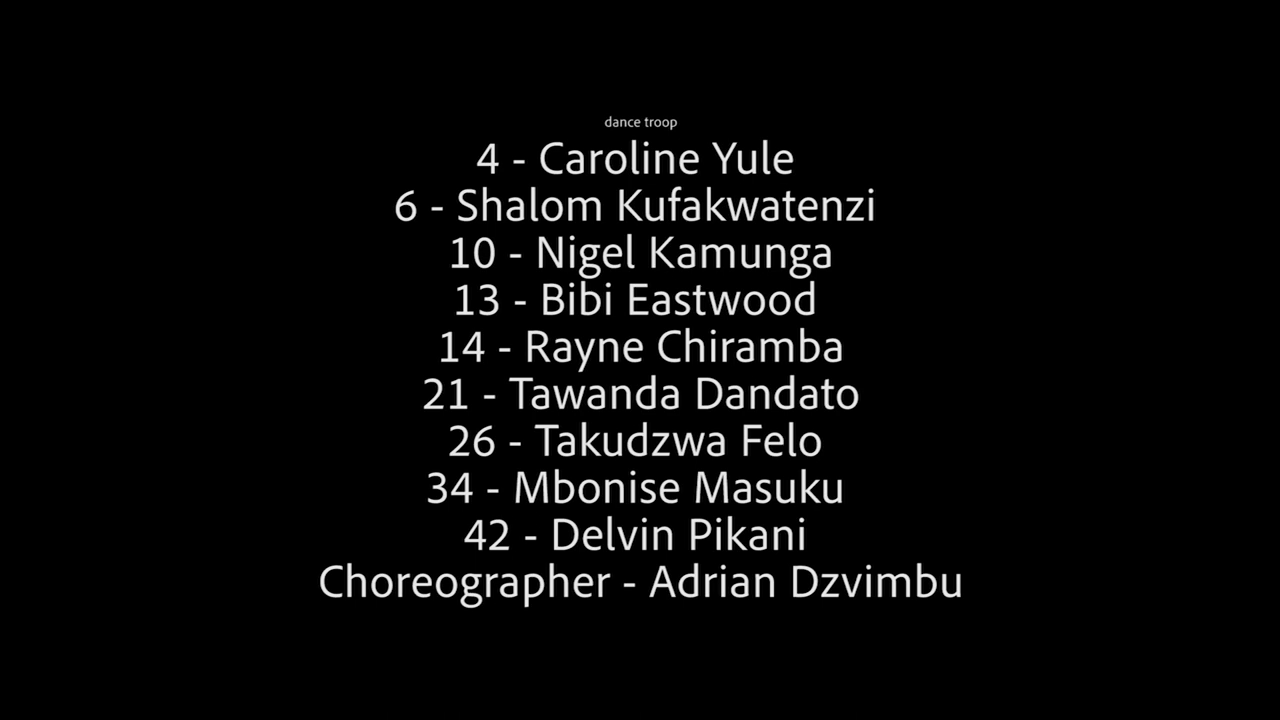 dance troop
4 - Caroline Yule
6 - Shalom Kufakwatenzi
10 - Nigel Kamunga
13 - Bibi Eastwood
14 - Rayne Chiramba
21 - Tawanda Dandato
26 - Takudzwa Felo
34 - Mbonise Masuku
42 - Delvin Pikani
Choreographer - Adrian Dzvimbu